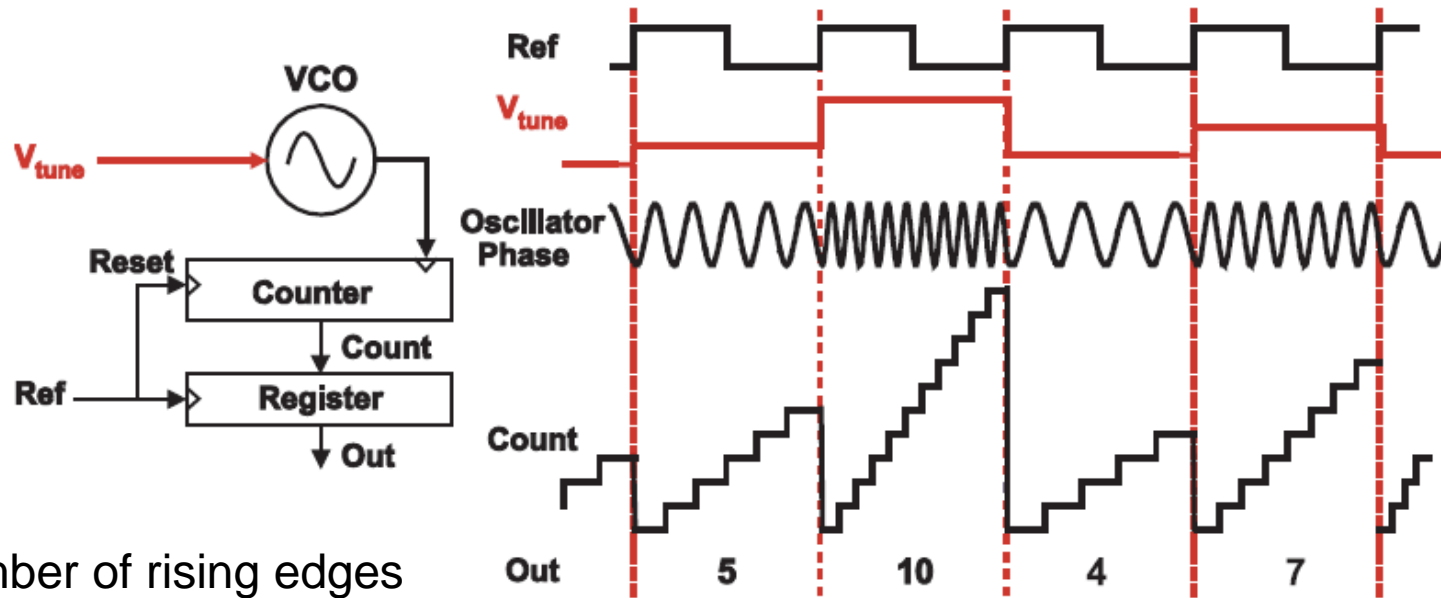 VCO
Vtune
Reset
Counter
Count
Ref
Register
Out
mber of rising edges
Ref
Vtune
Oscillator
Phase
Count
Out 5 10 4 7